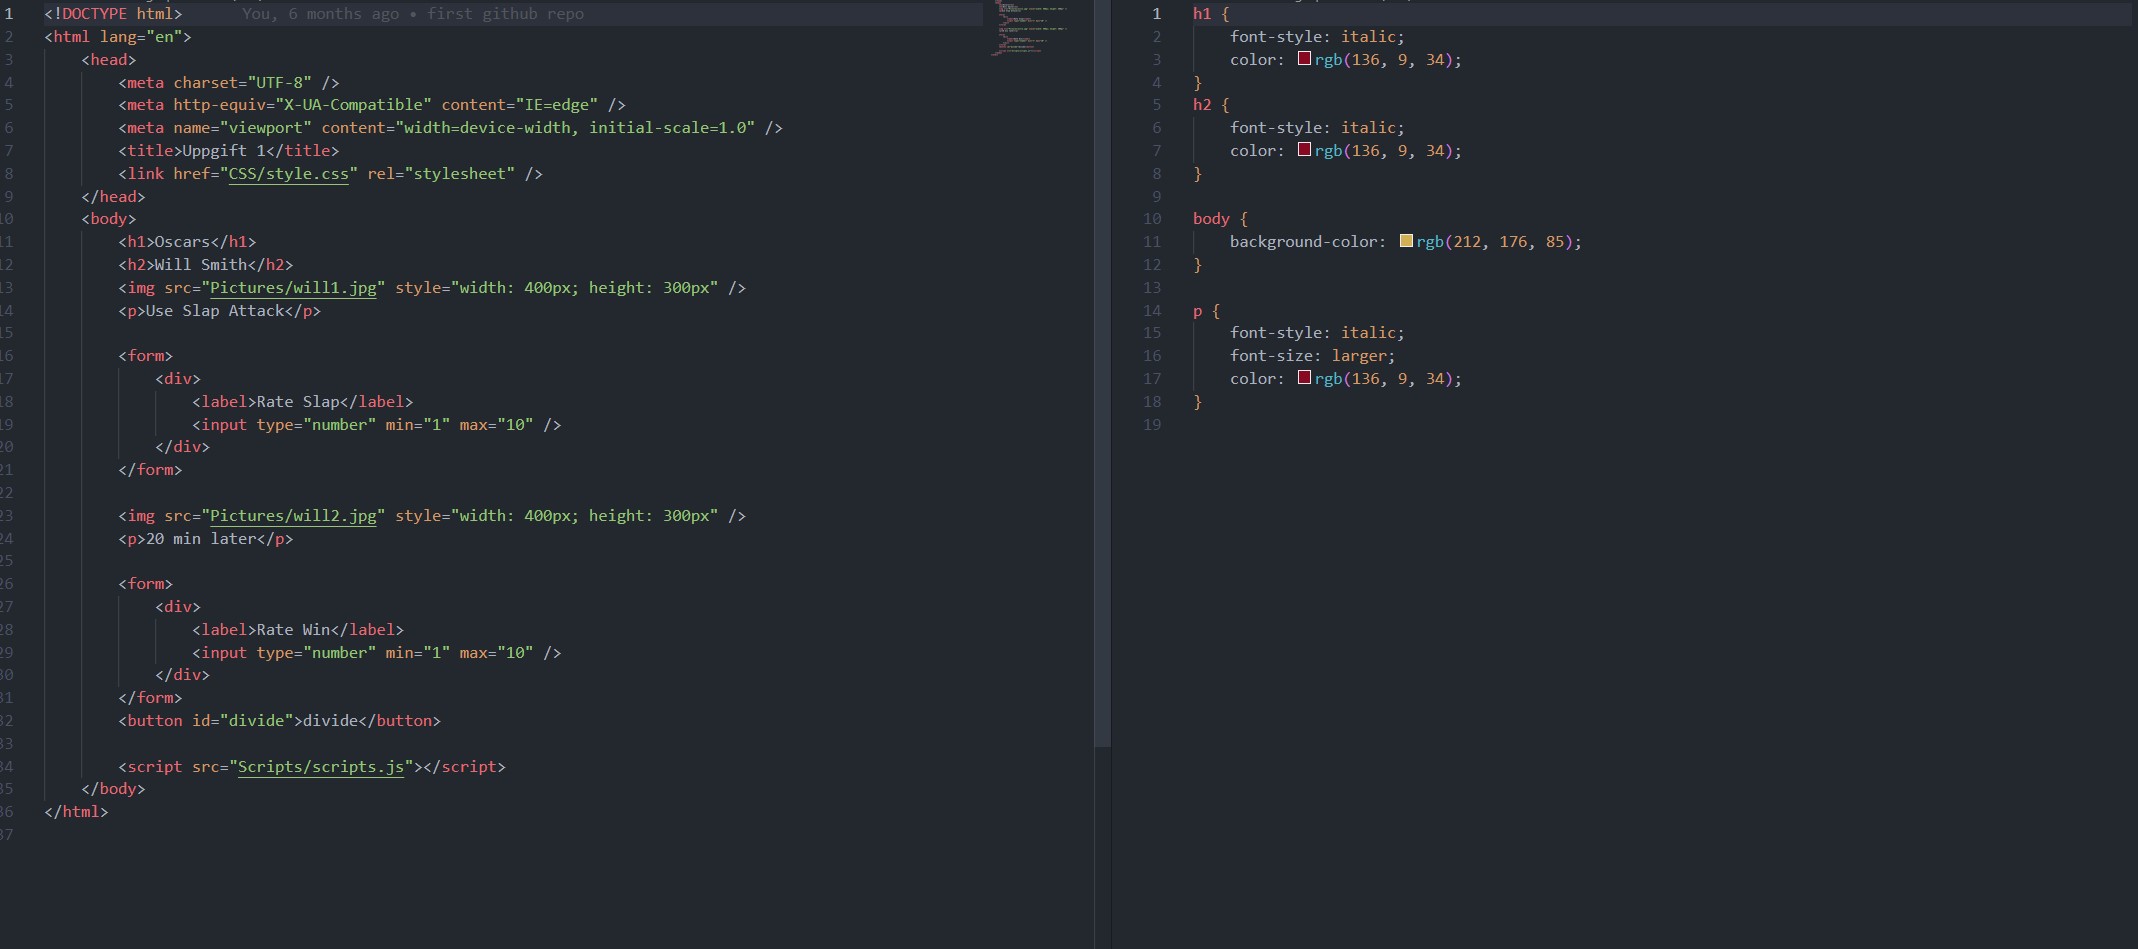 1 <!DOCTYPE html> You, 6 months ago • first github repo
2 <html lang="en">
3 <head>
4 <meta charset="UTF-8" />
5 <meta http-equiv="X-UA-Compatible" content="IE=edge" />
6 <meta name="viewport" content="width=device-width, initial-scale=1.0" />
7 <title>Uppgift 1</title>
8 <link href="CSS/style.css" rel="stylesheet" />
9 </head>
10 <body>
11 <h1>Oscars</h1>
12 <h2>Will Smith</h2>
13 <img src="Pictures/will1.jpg" style="width: 400px; height: 300px" />
14 <p>Use Slap Attack</p>
15
16 <form>
17 <div>
18 <label>Rate Slap</label>
19 <input type="number" min="1" max="10" />
20 </div>
21 </form>
22
23 <img src="Pictures/will2.jpg" style="width: 400px; height: 300px" />
24 <p>20 min later</p>
25
26 <form>
27 <div>
28 <label>Rate Win</label>
29 <input type="number" min="1" max="10" />
30 </div>
31 </form>
32 <button id="divide">divide</button>
33
34 <script src="Scripts/scripts.js"></script>
35 </body>
36 </html>
37
1 h1 {
2 font-style: italic;
3 color: rgb(136, 9, 34);
4 }
5 h2 {
6 font-style: italic;
7 color: rgb(136, 9, 34);
8 }
9
10 body {
11 background-color: rgb(212, 176, 85);
12 }
13
14 p {
15 font-style: italic;
16 font-size: larger;
17 color: rgb(136, 9, 34);
18 }
19